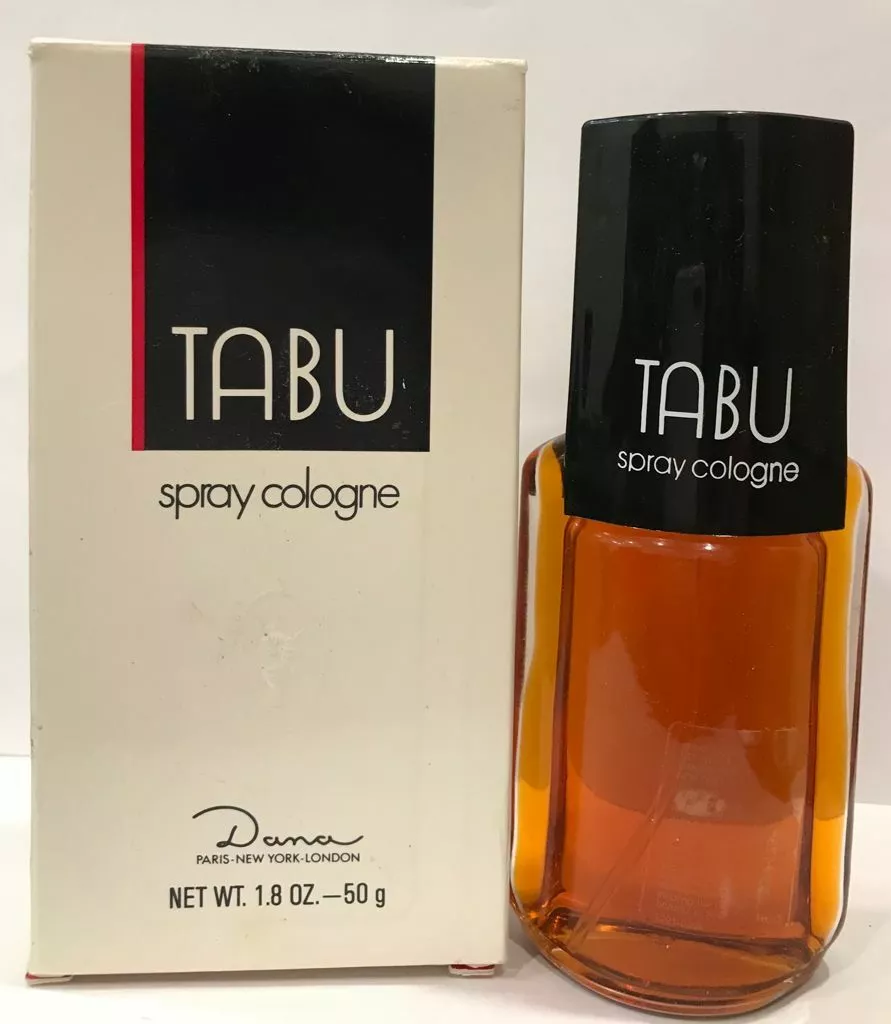 TABU
spray cologne
Dana
PARIS-NEW YORK-LONDON
NET WT. 1.8 OZ.—50 g
TABU
spray cologne